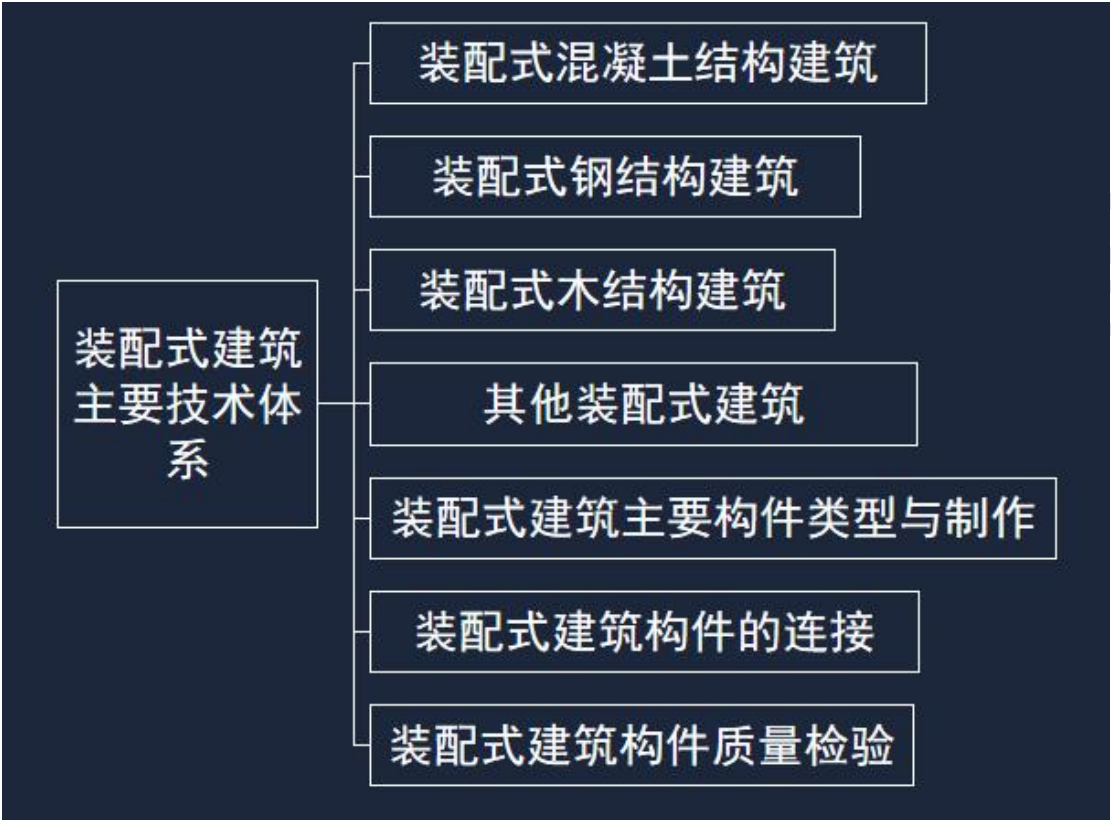 装配式混凝土结构建筑
装配式钢结构建筑
装配式木结构建筑
装配式建筑
主要技术体
系
其他装配式建筑
装配式建筑主要构件类型与制作
装配式建筑构件的连接
装配式建筑构件质量检验